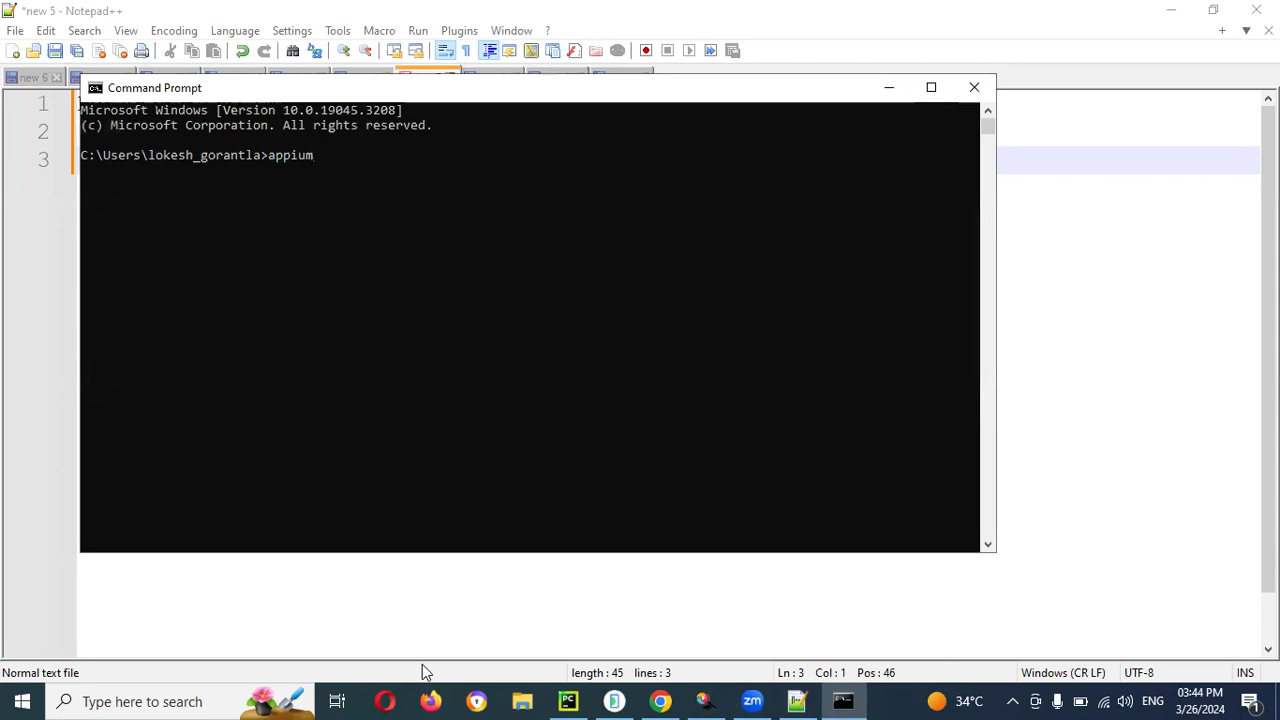 *new 5 - Notepad++
File Edit Search View Encoding Language Settings Tools Macro Run Plugins Window ?
new 6
Command Prompt
1
2
3
Microsoft Windows [Version 10.0.19045.3208]
(c) Microsoft Corporation. All rights reserved.
C:\Users\lokesh_gorantla>appium
Normal text file length : 45 lines : 3 Ln : 3 Col : 1 Pos : 46 Windows (CR LF) UTF-8 INS
Type here to search 34°C ENG 03:44 PM
3/26/2024